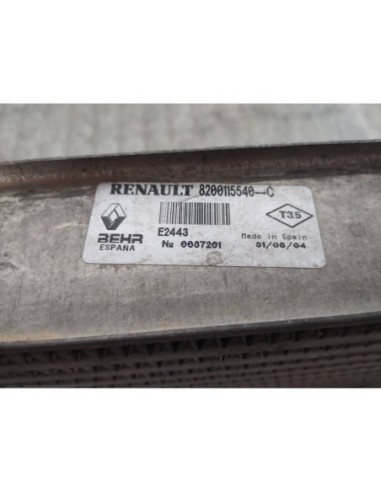 RENAULT 8200115540--C
BEHR
ESPAÑA
E2443
№ 0037201
T35
Made in Spain
31/08/04